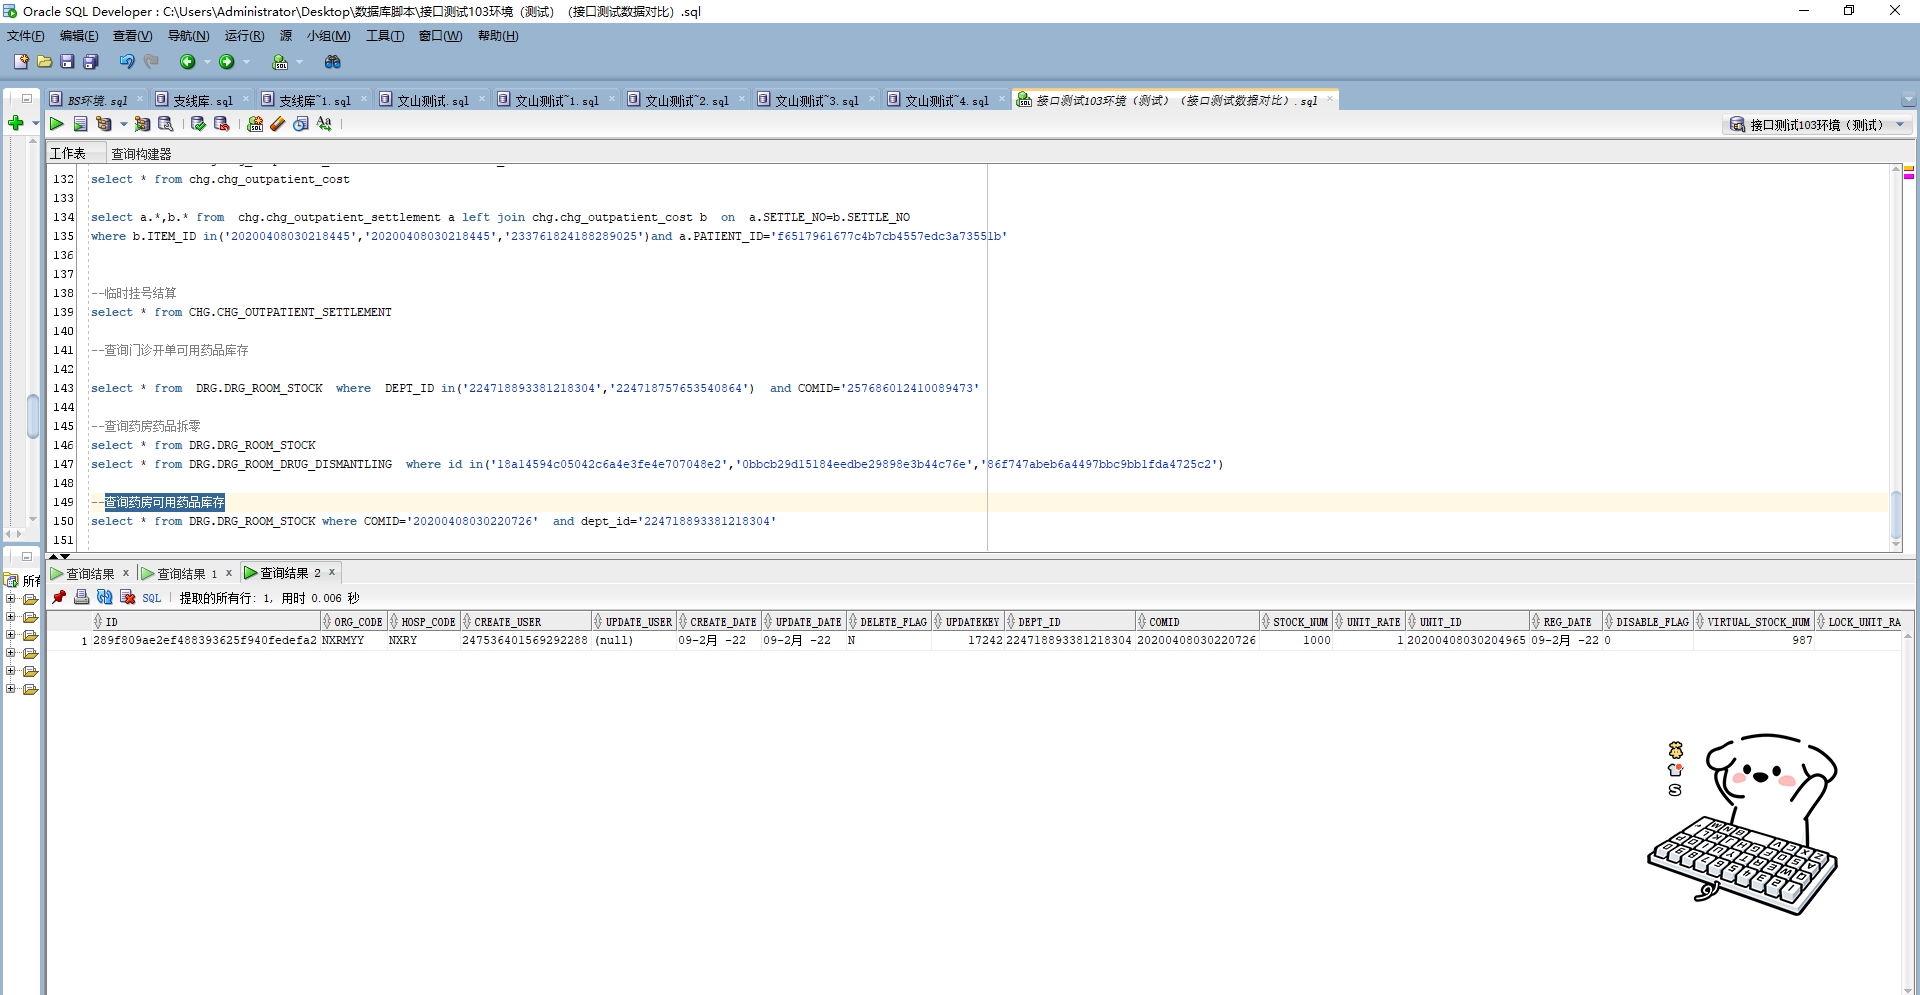 Oracle SQL Developer : C:\Users\Administrator\Desktop\数据库脚本\接口测试103环境（测试）（接口测试数据对比）.sql
文件(F) 编辑(E) 查看(V) 导航(N) 运行(R) 源 小组(M) 工具(T) 窗口(W) 帮助(H)
BS环境.sql 支线库.sql 支线库~1.sql 文山测试.sql 文山测试~1.sql 文山测试~2.sql 文山测试~3.sql 文山测试~4.sql 接口测试103环境（测试）（接口测试数据对比）.sql
接口测试103环境（测试）
工作表 查询构建器
132 select * from chg.chg_outpatient_cost
133
134 select a.*,b.* from  chg.chg_outpatient_settlement a left join chg.chg_outpatient_cost b  on  a.SETTLE_NO=b.SETTLE_NO
135 where b.ITEM_ID in('20200408030218445','20200408030218445','233761824188289025')and a.PATIENT_ID='f6517961677c4b7cb4557edc3a73551b'
136
137
138 --临时挂号结算
139 select * from CHG.CHG_OUTPATIENT_SETTLEMENT
140
141 --查询门诊开单可用药品库存
142
143 select * from  DRG.DRG_ROOM_STOCK  where  DEPT_ID in('224718893381218304','224718757653540864')  and COMID='257686012410089473'
144
145 --查询药房药品拆零
146 select * from DRG.DRG_ROOM_STOCK
147 select * from DRG.DRG_ROOM_DRUG_DISMANTLING  where id in('18a14594c05042c6a4e3fe4e707048e2','0bbcb29d15184eedbe29898e3b44c76e','86f747abeb6a4497bbc9bb1fda4725c2')
148
149 --查询药房可用药品库存
150 select * from DRG.DRG_ROOM_STOCK where COMID='20200408030220726'  and dept_id='224718893381218304'
151
查询结果 × 查询结果 1 × 查询结果 2 ×
所有
SQL | 提取的所有行: 1, 用时 0.006 秒
ID ORG_CODE HOSP_CODE CREATE_USER UPDATE_USER CREATE_DATE UPDATE_DATE DELETE_FLAG UPDATEKEY DEPT_ID COMID STOCK_NUM UNIT_RATE UNIT_ID REG_DATE DISABLE_FLAG VIRTUAL_STOCK_NUM LOCK_UNIT_RA
1 289f809ae2ef488393625f940fedefa2 NXRMYY NXRY 247536401569292288 (null) 09-2月 -22 09-2月 -22 N 17242 224718893381218304 20200408030220726 1000 1 20200408030204965 09-2月 -22 0 987